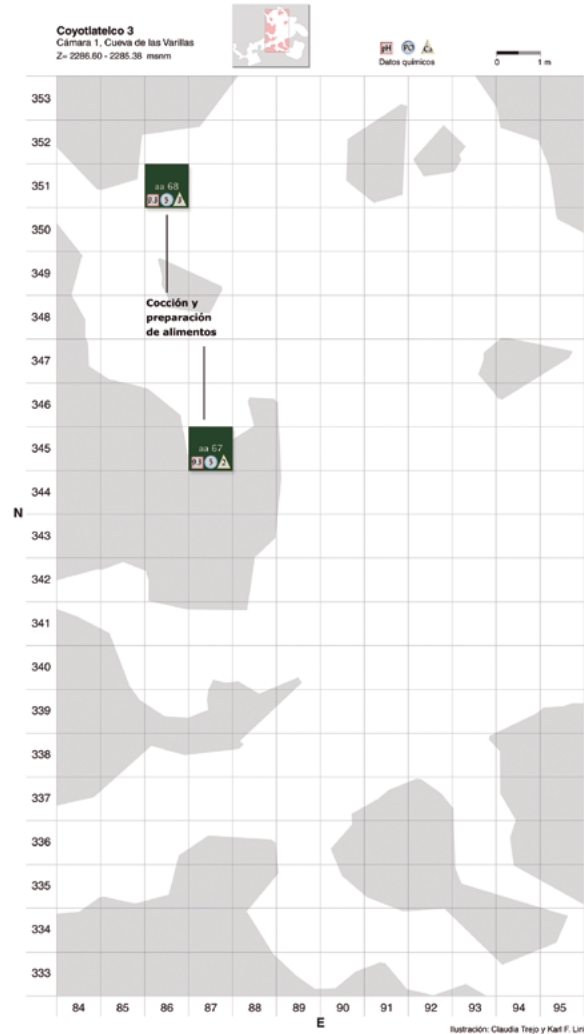 Coyotlatelco 3
Cámara 1, Cueva de las Varillas
Z= 2286.60 - 2285.38 msnm
pH PO Ca
Datos químicos
0 1 m
353
352
351
aa 68
350
349
Cocción y
preparación
de alimentos
348
347
346
345
aa 67
344
N
343
342
341
340
339
338
337
336
335
334
333
84 85 86 87 88 89 90 91 92 93 94 95
E
Ilustración: Claudia Trejo y Karl F.